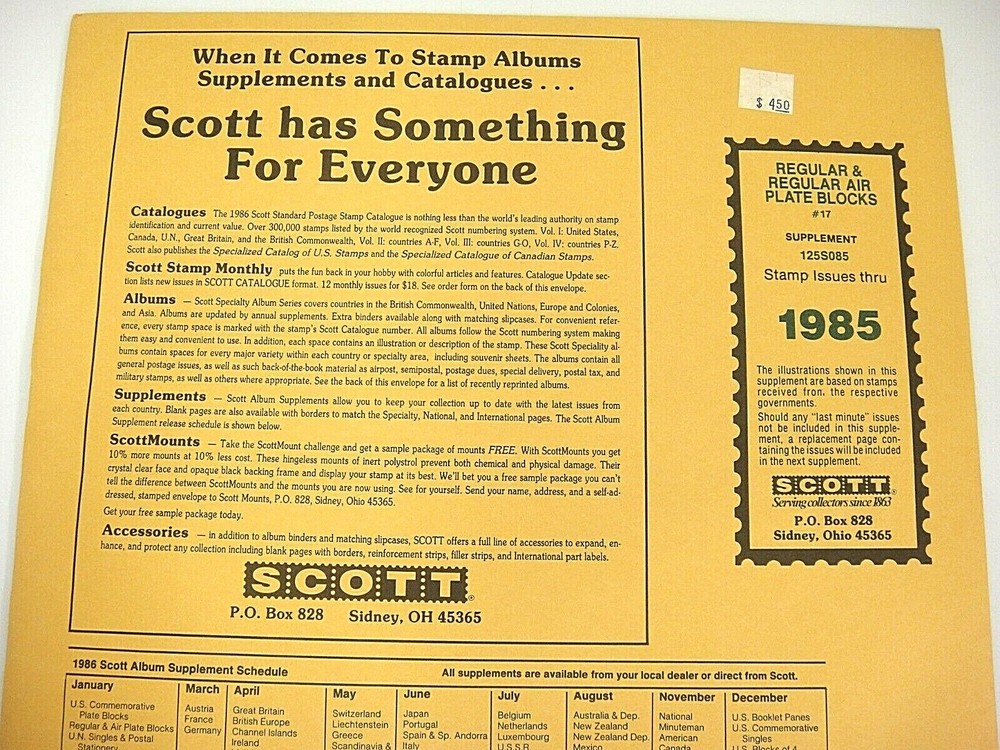 When It Comes To Stamp Albums
Supplements and Catalogues . . .
Scott has Something
For Everyone
Catalogues The 1986 Scott Standard Postage Stamp Catalogue is nothing less than the world's leading authority on stamp
identification and current value. Over 300,000 stamps listed by the world recognized Scott numbering system. Vol. I: United States,
Canada, U.N., Great Britain, and the British Commonwealth, Vol. II: countries A-F, Vol. III: countries G-O, Vol. IV: countries P-Z.
Scott also publishes the Specialized Catalog of U.S. Stamps and the Specialized Catalogue of Canadian Stamps.
Scott Stamp Monthly puts the fun back in your hobby with colorful articles and features. Catalogue Update sec-
tion lists new issues in SCOTT CATALOGUE format. 12 monthly issues for $18. See order form on the back of this envelope.
Albums — Scott Specialty Album Series covers countries in the British Commonwealth, United Nations, Europe and Colonies,
and Asia. Albums are updated by annual supplements. Extra binders available along with matching slipcases. For convenient refer-
ence, every stamp space is marked with the stamp's Scott Catalogue number. All albums follow the Scott numbering system making
them easy and convenient to use. In addition, each space contains an illustration or description of the stamp. These Scott Speciality al-
bums contain spaces for every major variety within each country or specialty area, including souvenir sheets. The albums contain all
general postage issues, as well as such back-of-the-book material as airpost, semipostal, postage dues, special delivery, postal tax, and
military stamps, as well as others where appropriate. See the back of this envelope for a list of recently reprinted albums.
Supplements — Scott Album Supplements allow you to keep your collection up to date with the latest issues from
each country. Blank pages are also available with borders to match the Specialty, National, and International pages. The Scott Album
Supplement release schedule is shown below.
ScottMounts — Take the ScottMount challenge and get a sample package of mounts FREE. With ScottMounts you get
10% more mounts at 10% less cost. These hingeless mounts of inert polystrol prevent both chemical and physical damage. Their
crystal clear face and opaque black backing frame and display your stamp at its best. We'll bet you a free sample package you can't
tell the difference between ScottMounts and the mounts you are now using. See for yourself. Send your name, address, and a self-ad-
dressed, stamped envelope to Scott Mounts, P.O. 828, Sidney, Ohio 45365.
Get your free sample package today.
Accessories — in addition to album binders and matching slipcases, SCOTT offers a full line of accessories to expand, en-
hance, and protect any collection including blank pages with borders, reinforcement strips, filler strips, and International part labels.
SCOTT®
P.O. Box 828 Sidney, OH 45365
$ 450
REGULAR &
REGULAR AIR
PLATE BLOCKS
#17
SUPPLEMENT
125S085
Stamp Issues thru
1985
The illustrations shown in this
supplement are based on stamps
received from the respective
governments.
Should any "last minute" issues
not be included in this supple-
ment, a replacement page con-
taining the issues will be included
in the next supplement.
SCOTT®
Serving collectors since 1863
P.O. Box 828
Sidney, Ohio 45365
1986 Scott Album Supplement Schedule All supplements are available from your local dealer or direct from Scott.
January
U.S. Commemorative
Plate Blocks
Regular & Air Plate Blocks
U.N. Singles & Postal
Stationery
March
Austria
France
Germany
April
Great Britain
British Europe
Channel Islands
Ireland
May
Switzerland
Liechtenstein
Greece
Scandinavia &
June
Japan
Portugal
Spain & Sp. Andorra
Italy
July
Belgium
Netherlands
Luxembourg
U.S.S.R.
August
Australia & Dep.
New Zealand
New Zealand Dep.
Mexico
November
National
Minuteman
American
Canada
December
U.S. Booklet Panes
U.S. Commemorative
Singles
U.S. Blocks of 4